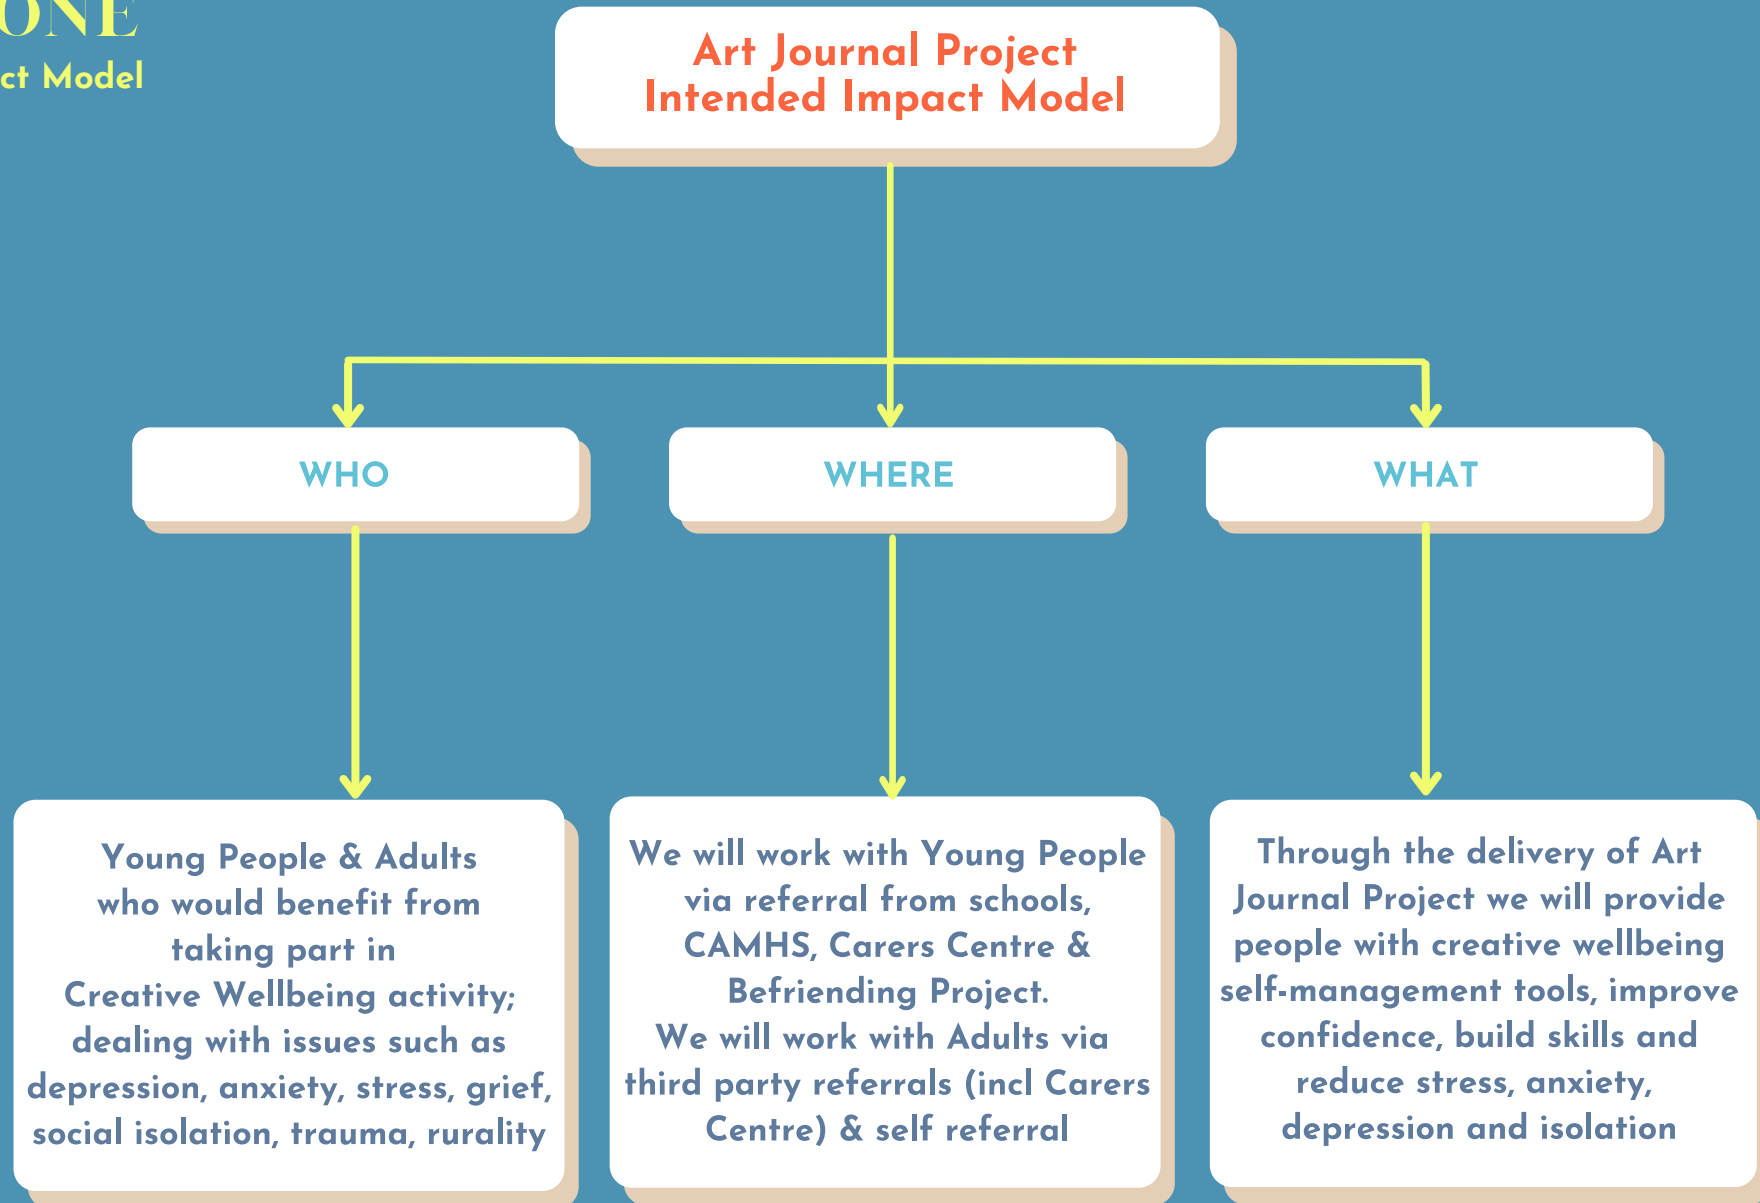 ONE
ct Model
Art Journal Project
Intended Impact Model
WHO
WHERE
WHAT
Young People & Adults
who would benefit from
taking part in
Creative Wellbeing activity;
dealing with issues such as
depression, anxiety, stress, grief,
social isolation, trauma, rurality
We will work with Young People
via referral from schools,
CAMHS, Carers Centre &
Befriending Project.
We will work with Adults via
third party referrals (incl Carers
Centre) & self referral
Through the delivery of Art
Journal Project we will provide
people with creative wellbeing
self-management tools, improve
confidence, build skills and
reduce stress, anxiety,
depression and isolation